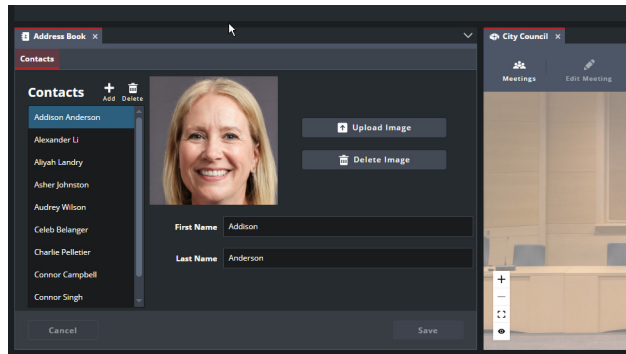 Address Book ×
City Council ×
Contacts
Meetings
Edit Meeting
Contacts
Add
Delete
Addison Anderson
Alexander Li
Aliyah Landry
Asher Johnston
Audrey Wilson
Celeb Belanger
Charlie Pelletier
Connor Campbell
Connor Singh
Upload Image
Delete Image
First Name Addison
Last Name Anderson
Cancel
Save